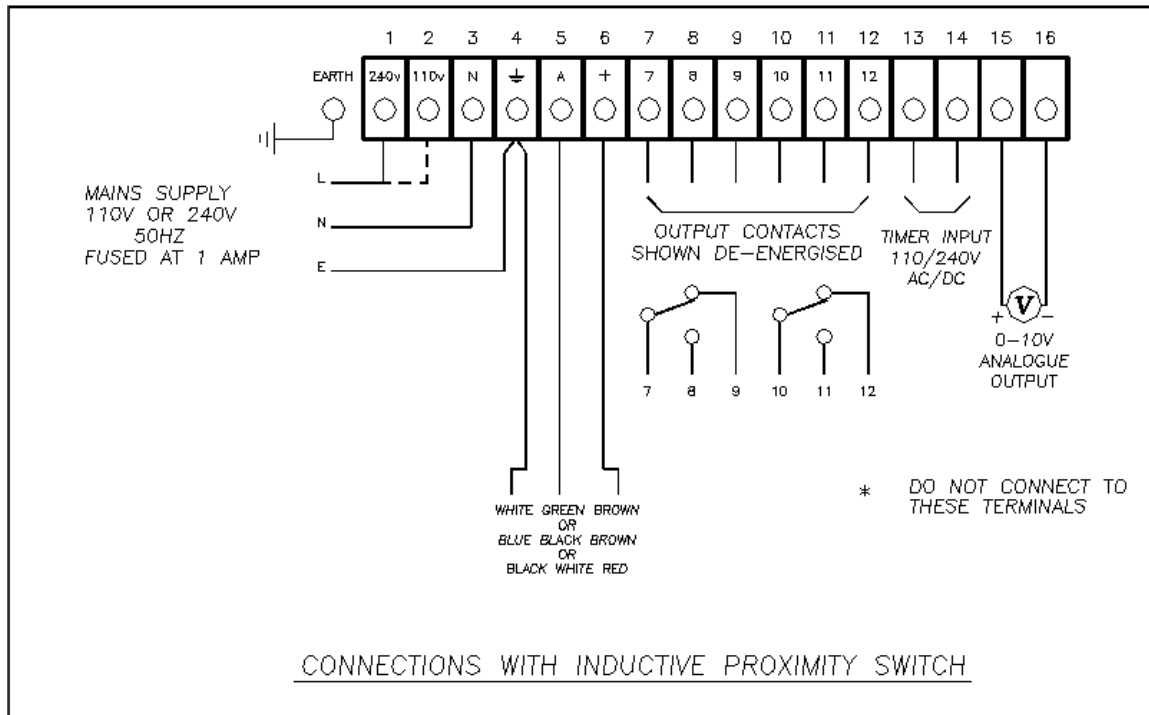 1 2 3 4 5 6 7 8 9 10 11 12 13 14 15 16
EARTH 240v 110v N A + 7 8 9 10 11 12
L
MAINS SUPPLY
110V OR 240V
50HZ
FUSED AT 1 AMP
N
E
OUTPUT CONTACTS
SHOWN DE-ENERGISED
TIMER INPUT
110/240V
AC/DC
+ V −
0-10V
ANALOGUE
OUTPUT
7 8 9 10 11 12
WHITE GREEN BROWN
OR
BLUE BLACK BROWN
OR
BLACK WHITE RED
* DO NOT CONNECT TO
THESE TERMINALS
CONNECTIONS WITH INDUCTIVE PROXIMITY SWITCH